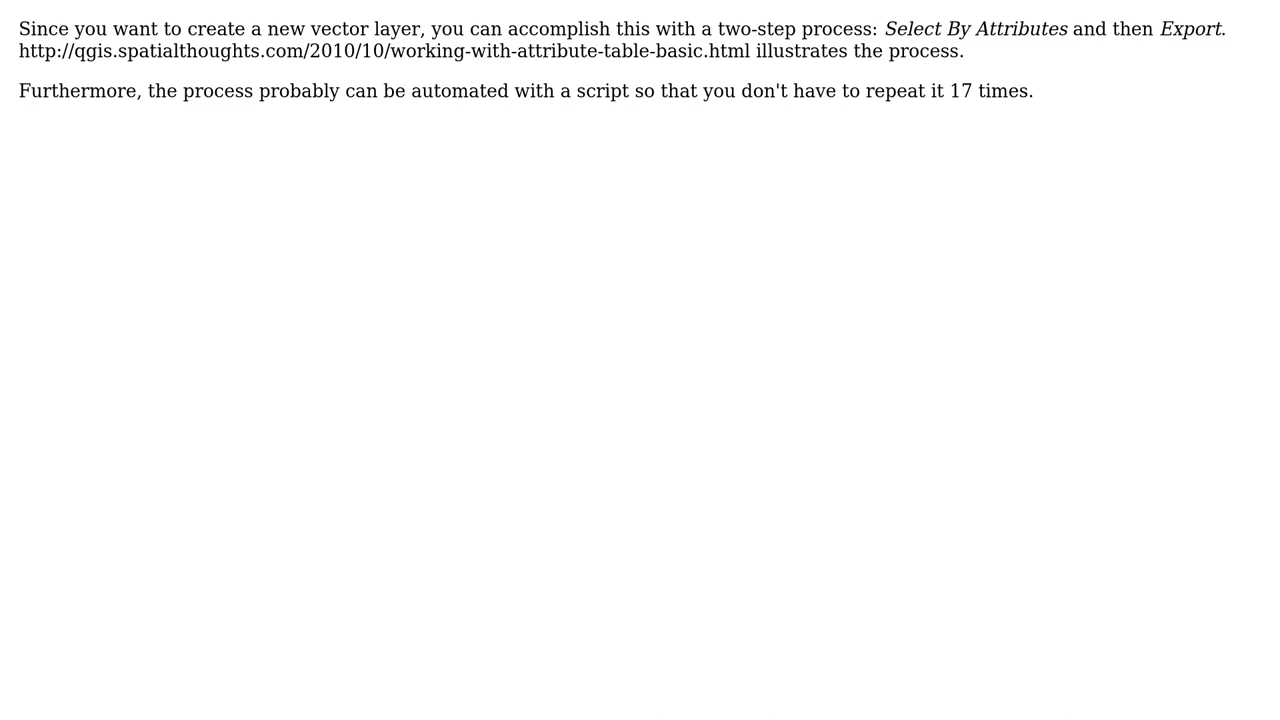 Since you want to create a new vector layer, you can accomplish this with a two-step process: Select By Attributes and then Export.
http://qgis.spatialthoughts.com/2010/10/working-with-attribute-table-basic.html illustrates the process.
Furthermore, the process probably can be automated with a script so that you don't have to repeat it 17 times.